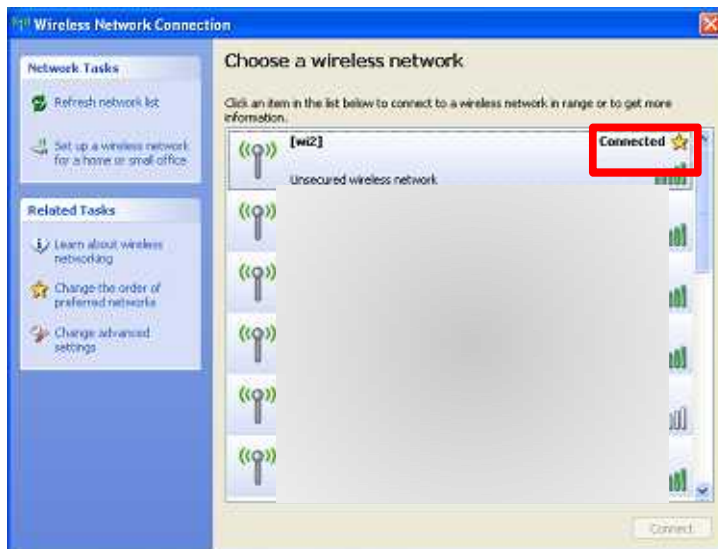 Wireless Network Connection
Network Tasks
Refresh network list
Set up a wireless network
for a home or small office
Related Tasks
Learn about wireless
networking
Change the order of
preferred networks
Change advanced
settings
Choose a wireless network
Click an item in the list below to connect to a wireless network in range or to get more
information.
[wi2] Connected
Unsecured wireless network
Connect